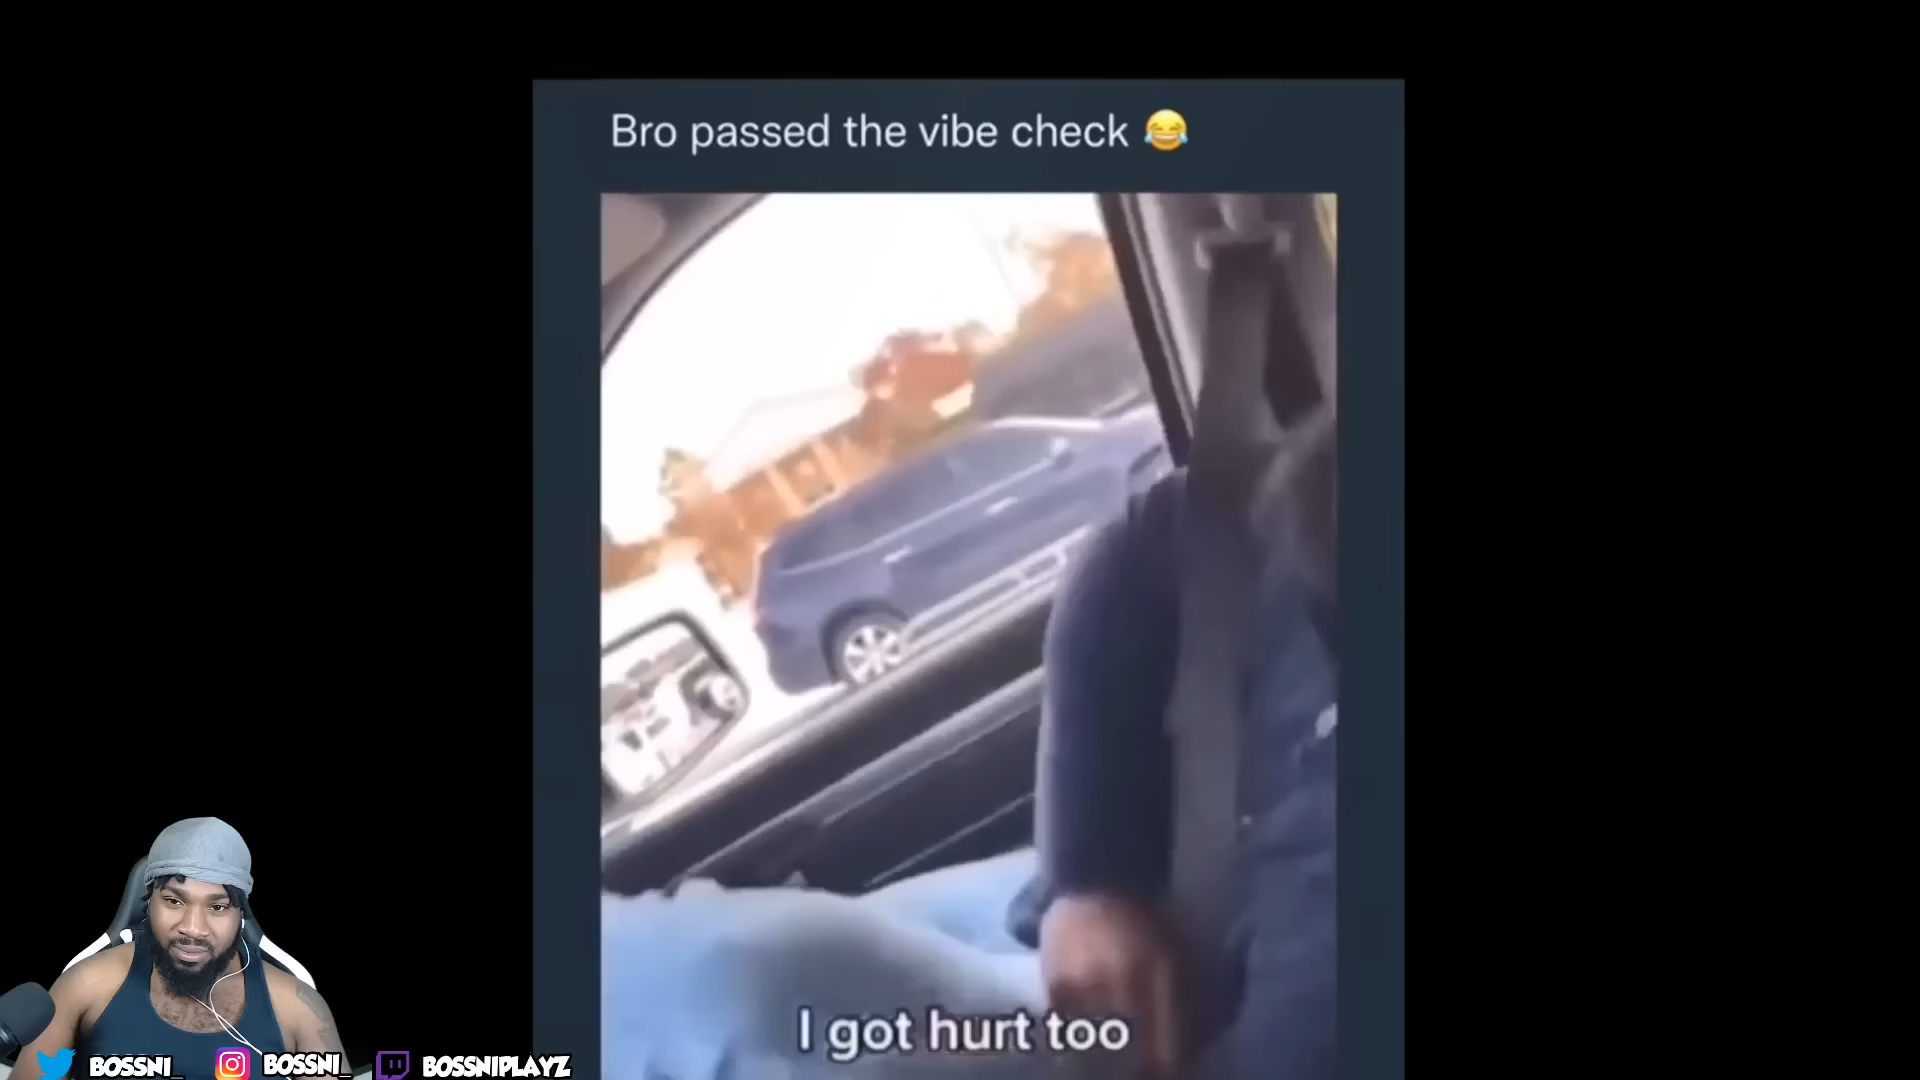 Bro passed the vibe check 😂
I got hurt too
BOSSNI_ BOSSNI_ BOSSNIPLAYZ